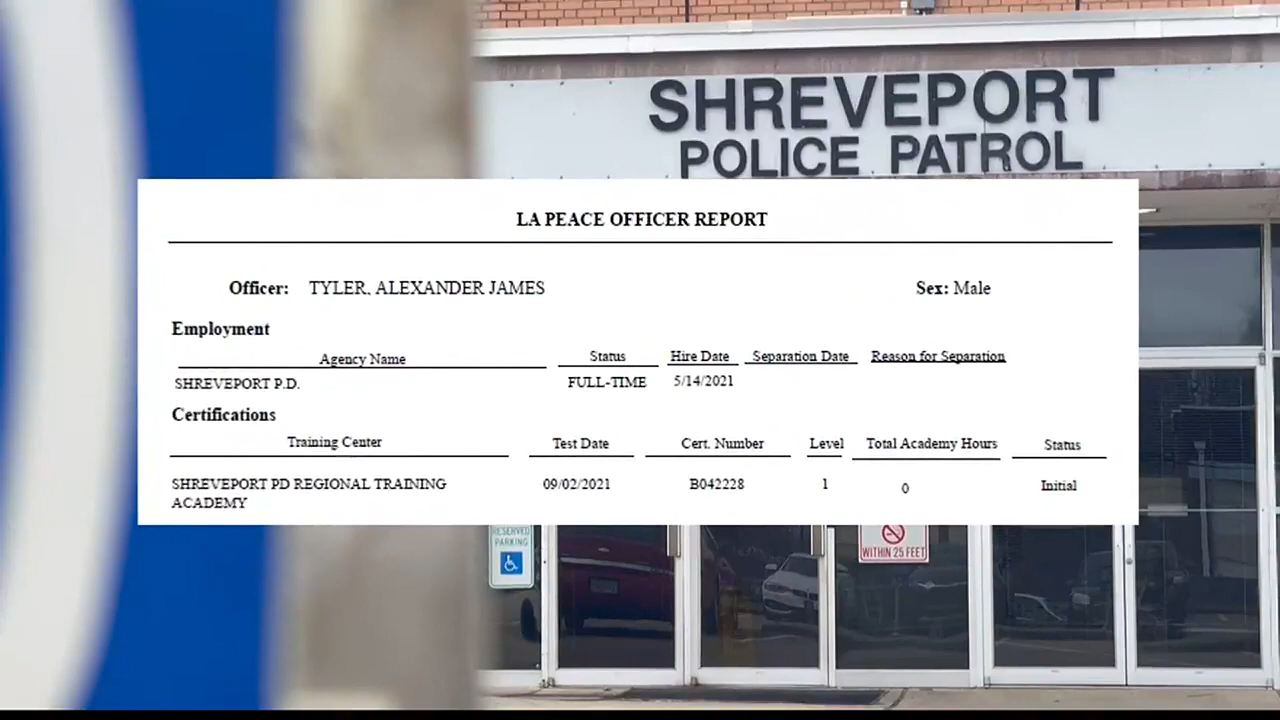 SHREVEPORT
POLICE PATROL
LA PEACE OFFICER REPORT
Officer: TYLER, ALEXANDER JAMES Sex: Male
Employment
Agency Name Status Hire Date Separation Date Reason for Separation
SHREVEPORT P.D. FULL-TIME 5/14/2021
Certifications
Training Center Test Date Cert. Number Level Total Academy Hours Status
SHREVEPORT PD REGIONAL TRAINING 09/02/2021 B042228 1 0 Initial
ACADEMY
RESERVED
PARKING
WITHIN 25 FEET